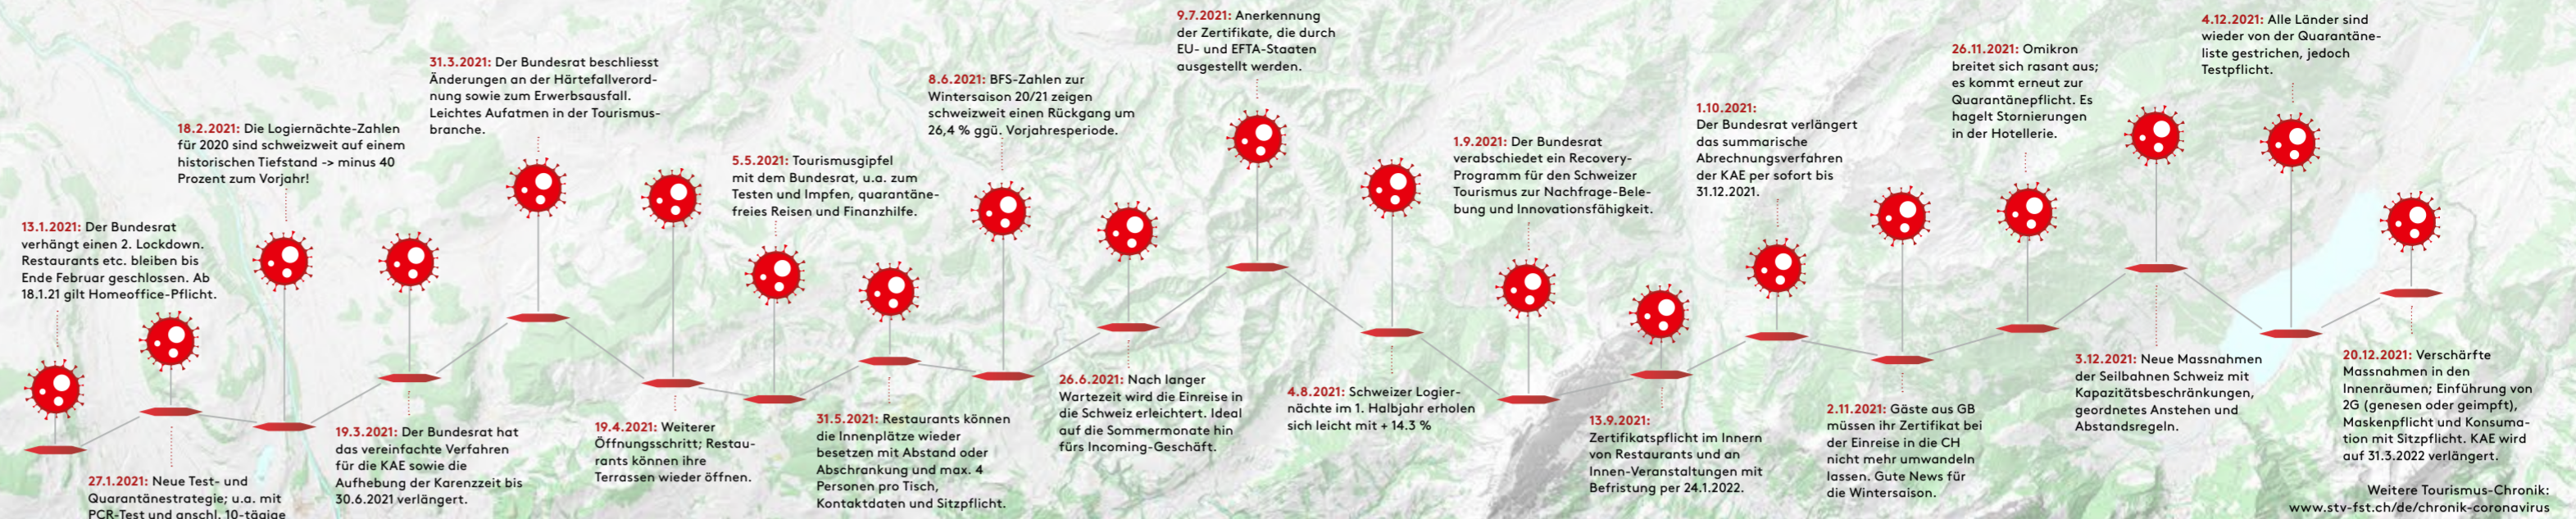 13.1.2021: Der Bundesrat
verhängt einen 2. Lockdown.
Restaurants etc. bleiben bis
Ende Februar geschlossen. Ab
18.1.21 gilt Homeoffice-Pflicht.
27.1.2021: Neue Test- und
Quarantänestrategie; u.a. mit
PCR-Test und anschl. 10-tägige
18.2.2021: Die Logiernächte-Zahlen
für 2020 sind schweizweit auf einem
historischen Tiefstand -> minus 40
Prozent zum Vorjahr!
19.3.2021: Der Bundesrat hat
das vereinfachte Verfahren
für die KAE sowie die
Aufhebung der Karenzzeit bis
30.6.2021 verlängert.
31.3.2021: Der Bundesrat beschliesst
Änderungen an der Härtefallverord-
nung sowie zum Erwerbsausfall.
Leichtes Aufatmen in der Tourismus-
branche.
19.4.2021: Weiterer
Öffnungsschritt; Restau-
rants können ihre
Terrassen wieder öffnen.
5.5.2021: Tourismusgipfel
mit dem Bundesrat, u.a. zum
Testen und Impfen, quarantäne-
freies Reisen und Finanzhilfe.
31.5.2021: Restaurants können
die Innenplätze wieder
besetzen mit Abstand oder
Abschrankung und max. 4
Personen pro Tisch,
Kontaktdaten und Sitzpflicht.
8.6.2021: BFS-Zahlen zur
Wintersaison 20/21 zeigen
schweizweit einen Rückgang um
26,4 % ggü. Vorjahresperiode.
26.6.2021: Nach langer
Wartezeit wird die Einreise in
die Schweiz erleichtert. Ideal
auf die Sommermonate hin
fürs Incoming-Geschäft.
9.7.2021: Anerkennung
der Zertifikate, die durch
EU- und EFTA-Staaten
ausgestellt werden.
4.8.2021: Schweizer Logier-
nächte im 1. Halbjahr erholen
sich leicht mit + 14.3 %
1.9.2021: Der Bundesrat
verabschiedet ein Recovery-
Programm für den Schweizer
Tourismus zur Nachfrage-Bele-
bung und Innovationsfähigkeit.
13.9.2021:
Zertifikatspflicht im Innern
von Restaurants und an
Innen-Veranstaltungen mit
Befristung per 24.1.2022.
1.10.2021:
Der Bundesrat verlängert
das summarische
Abrechnungsverfahren
der KAE per sofort bis
31.12.2021.
2.11.2021: Gäste aus GB
müssen ihr Zertifikat bei
der Einreise in die CH
nicht mehr umwandeln
lassen. Gute News für
die Wintersaison.
26.11.2021: Omikron
breitet sich rasant aus;
es kommt erneut zur
Quarantänepflicht. Es
hagelt Stornierungen
in der Hotellerie.
3.12.2021: Neue Massnahmen
der Seilbahnen Schweiz mit
Kapazitätsbeschränkungen,
geordnetes Anstehen und
Abstandsregeln.
4.12.2021: Alle Länder sind
wieder von der Quarantäne-
liste gestrichen, jedoch
Testpflicht.
20.12.2021: Verschärfte
Massnahmen in den
Innenräumen; Einführung von
2G (genesen oder geimpft),
Maskenpflicht und Konsuma-
tion mit Sitzpflicht. KAE wird
auf 31.3.2022 verlängert.
Weitere Tourismus-Chronik:
www.stv-fst.ch/de/chronik-coronavirus